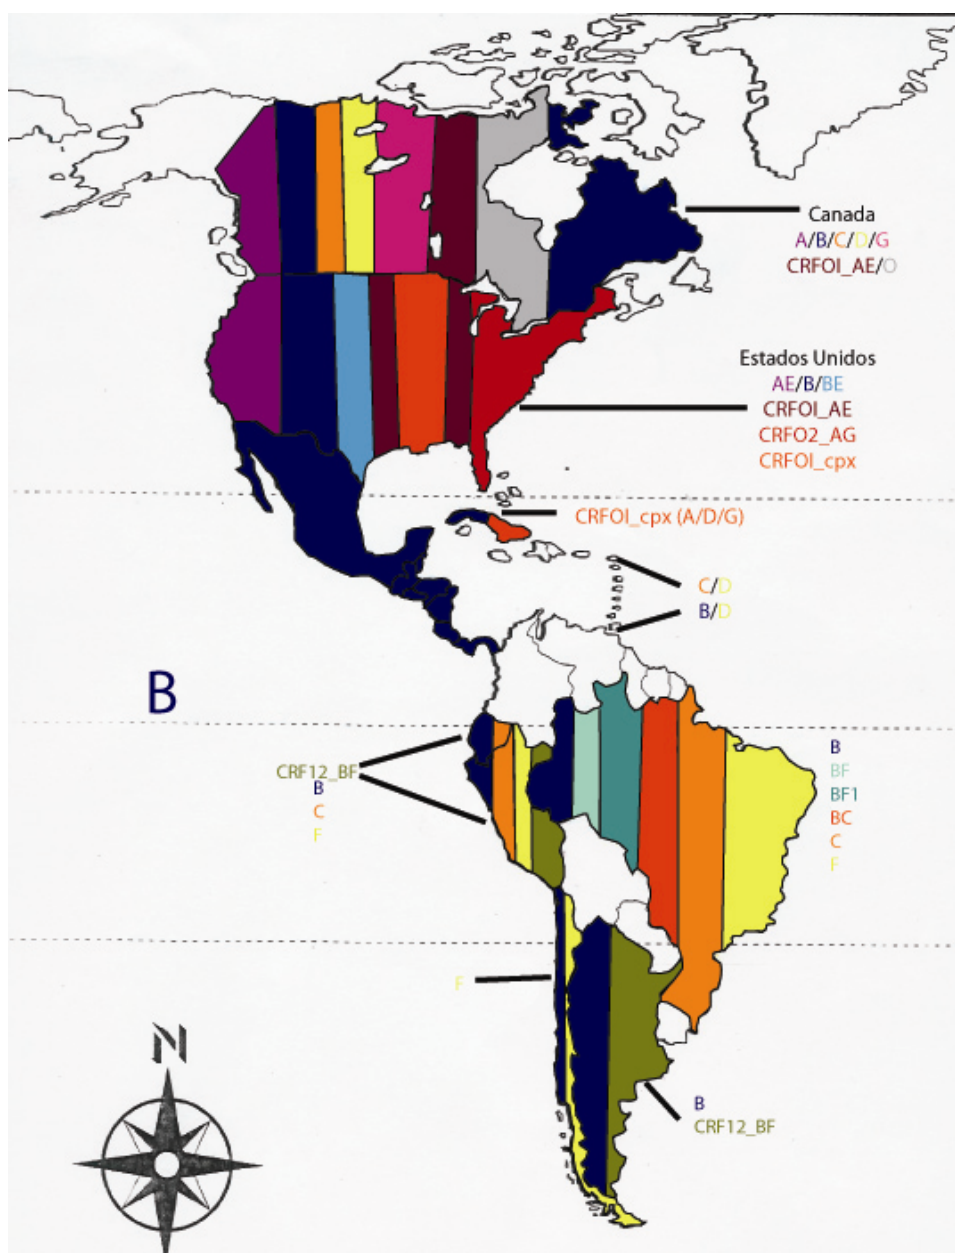 Canada
A/B/C/D/G
CRFOI_AE/O
Estados Unidos
AE/B/BE
CRFOI_AE
CRFO2_AG
CRFOI_cpx
CRFOI_cpx (A/D/G)
C/D
B/D
B
CRF12_BF
B
C
F
B
BF
BF1
BC
C
F
F
B
CRF12_BF
N